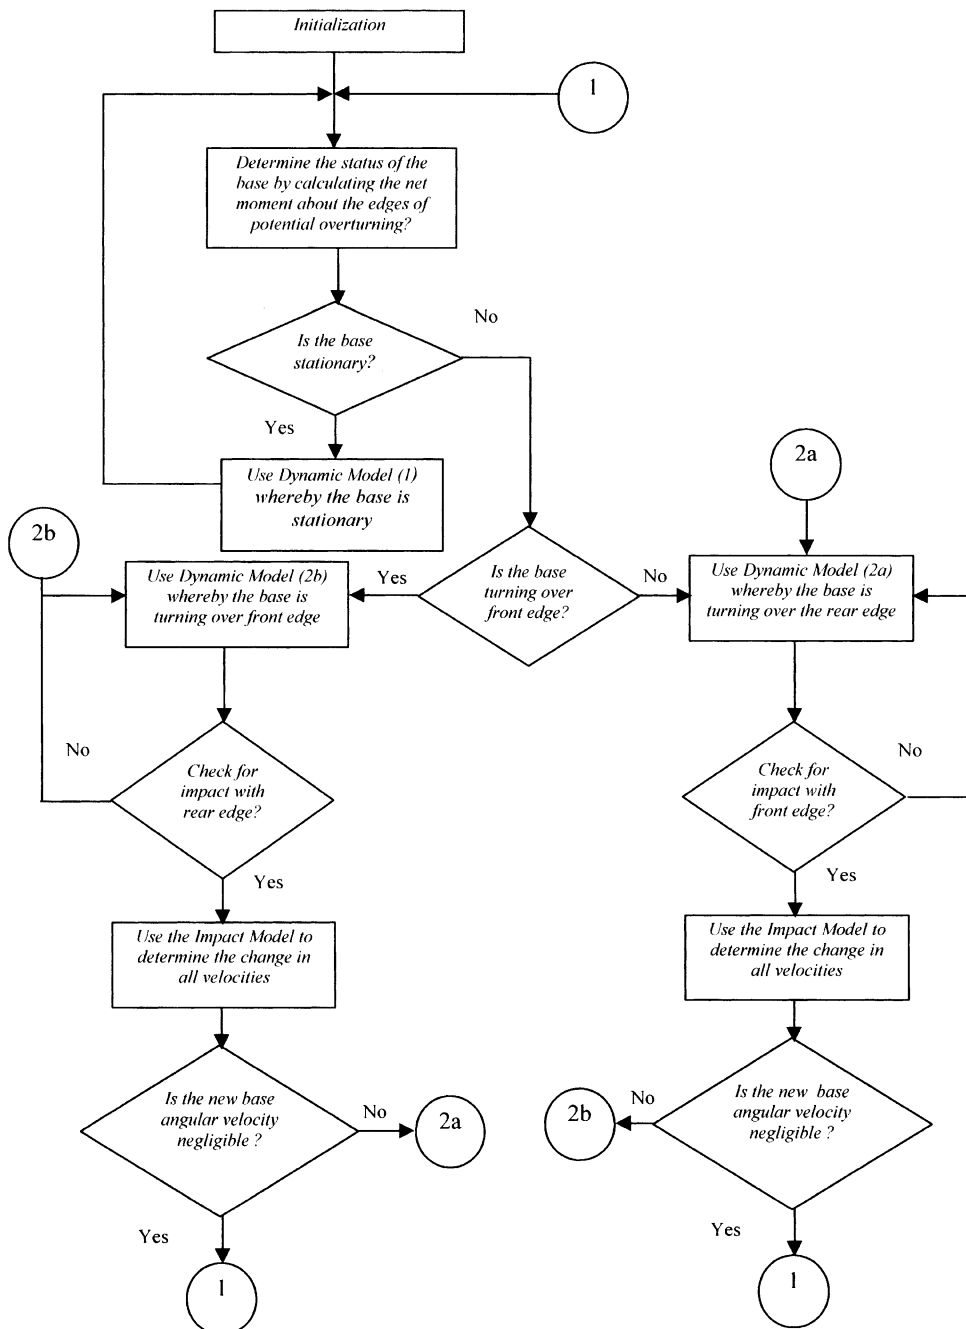 Initialization
1
Determine the status of the
base by calculating the net
moment about the edges of
potential overturning?
No
Is the base
stationary?
Yes
2a
Use Dynamic Model (1)
whereby the base is
stationary
2b
Use Dynamic Model (2b)
whereby the base is
turning over front edge
Yes
Is the base
turning over
front edge?
No
Use Dynamic Model (2a)
whereby the base is
turning over the rear edge
No
Check for
impact with
rear edge?
Yes
Check for
impact with
front edge?
No
Yes
Use the Impact Model to
determine the change in
all velocities
Use the Impact Model to
determine the change in
all velocities
Is the new base
angular velocity
negligible ?
No
2a
2b
No
Is the new base
angular velocity
negligible ?
Yes
1
Yes
1